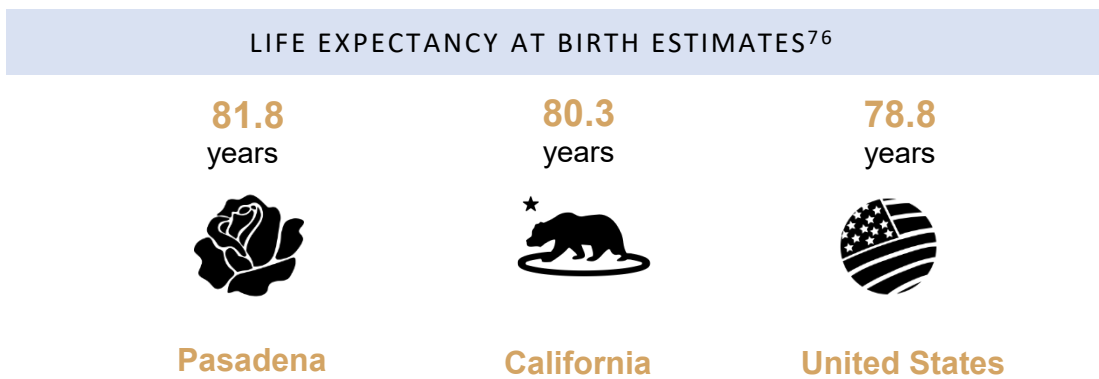 LIFE EXPECTANCY AT BIRTH ESTIMATES76
81.8
years
80.3
years
78.8
years
Pasadena
California
United States